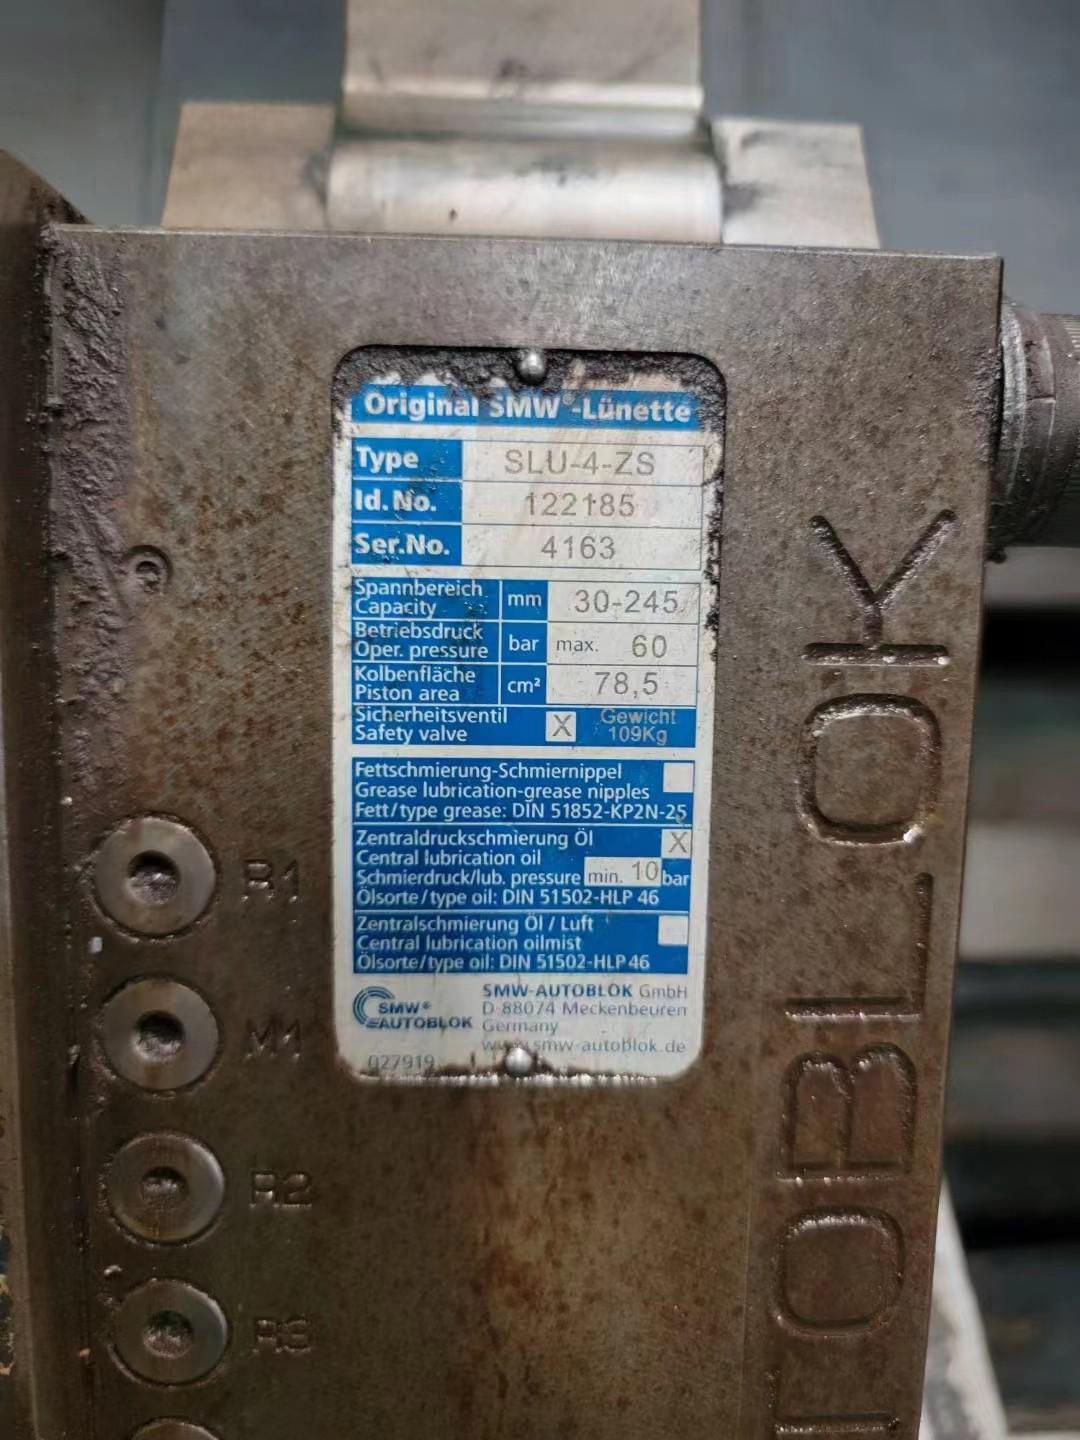 Original SMW®-Lünette
Type SLU-4-ZS
Id.No. 122185
Ser.No. 4163
Spannbereich
Capacity mm 30-245
Betriebsdruck
Oper. pressure bar max. 60
Kolbenfläche
Piston area cm² 78,5
Sicherheitsventil
Safety valve X Gewicht
109Kg
Fettschmierung-Schmiernippel
Grease lubrication-grease nipples
Fett/type grease: DIN 51852-KP2N-25
Zentraldruckschmierung Öl X
Central lubrication oil
Schmierdruck/lub. pressure min. 10 bar
Ölsorte/type oil: DIN 51502-HLP 46
Zentralschmierung Öl / Luft
Central lubrication oilmist
Ölsorte/type oil: DIN 51502-HLP 46
SMW®
AUTOBLOK
SMW-AUTOBLOK GmbH
D 88074 Meckenbeuren
Germany
www.smw-autoblok.de
027919
R1
M1
R2
R3
TOBLOK